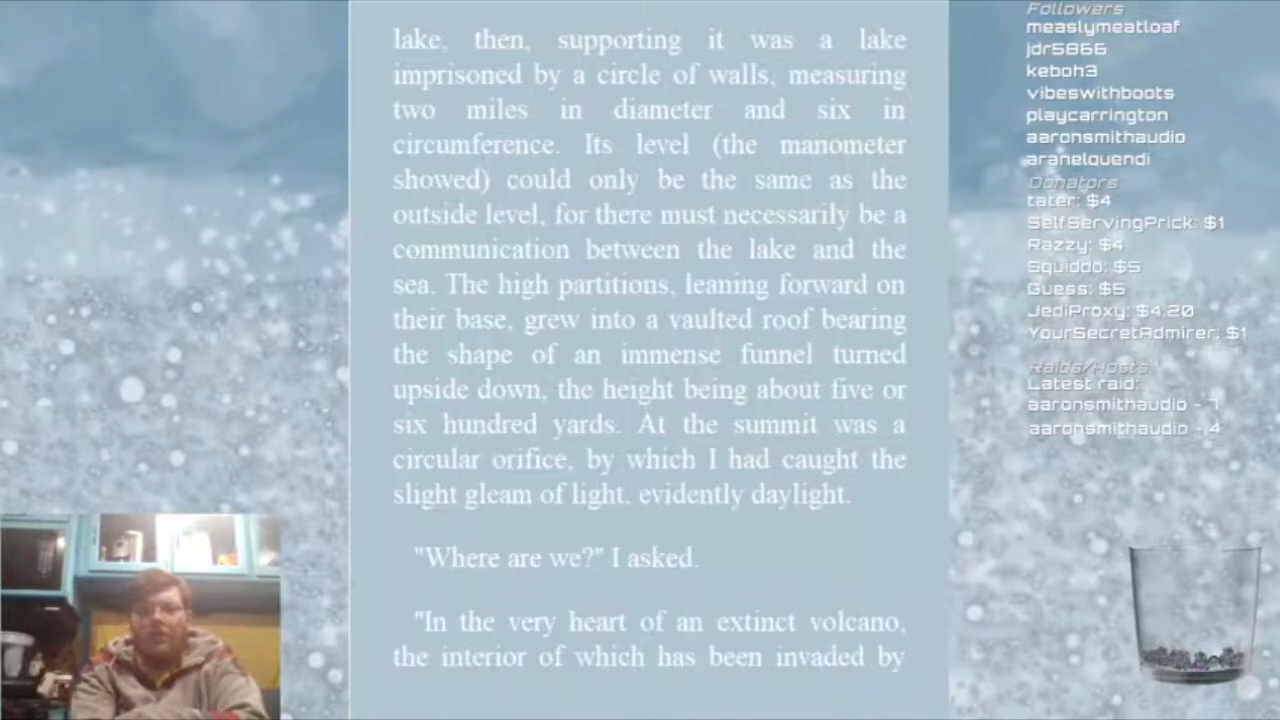 lake, then, supporting it was a lake
imprisoned by a circle of walls, measuring
two miles in diameter and six in
circumference. Its level (the manometer
showed) could only be the same as the
outside level, for there must necessarily be a
communication between the lake and the
sea. The high partitions, leaning forward on
their base, grew into a vaulted roof bearing
the shape of an immense funnel turned
upside down, the height being about five or
six hundred yards. At the summit was a
circular orifice, by which I had caught the
slight gleam of light, evidently daylight.
"Where are we?" I asked.
"In the very heart of an extinct volcano,
the interior of which has been invaded by
Followers
measlymeatloaf
jdr5866
keboh3
vibeswithboots
playcarrington
aaronsmithaudio
aranelquendi
Donators
tater: $4
SelfServingPrick: $1
Razzy: $4
Squiddo: $5
Guess: $5
JediProxy: $4.20
YourSecretAdmirer: $1
Raids/Hosts
Latest raid:
aaronsmithaudio - 7
aaronsmithaudio - 4